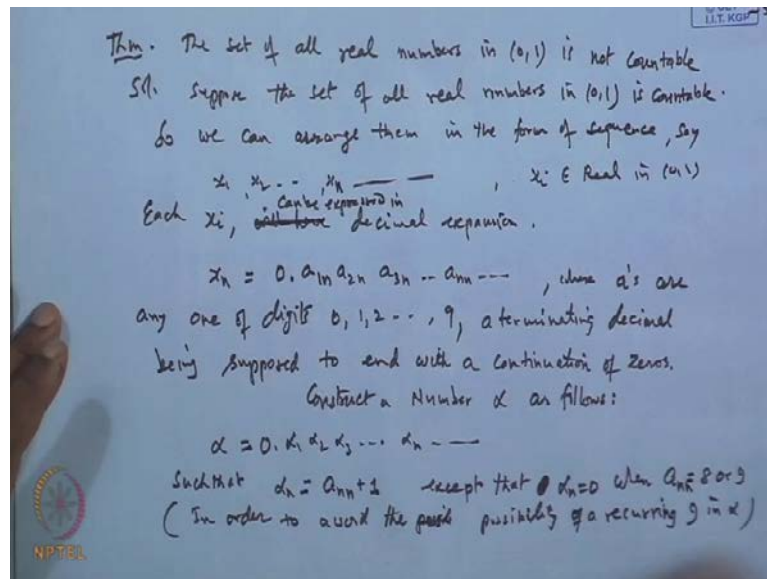 I.I.T. KGP
Thm. The set of all real numbers in (0,1) is not countable
Sol. Suppose the set of all real numbers in (0,1) is countable.
So we can arrange them in the form of sequence, say
x₁, x₂ -- , xₙ — — , xᵢ ∈ Real in (0,1)
Each xᵢ, can be expressed in decimal expansion.
xₙ = 0. a₁ₙ a₂ₙ a₃ₙ -- aₙₙ --- , where a's are
any one of digits 0, 1, 2 - - , 9, a terminating decimal
being supposed to end with a continuation of zeros.
Construct a Number α as follows:
α = 0. α₁ α₂ α₃ --- αₙ - —
Such that αₙ = aₙₙ + 1 except that αₙ = 0 when aₙₙ = 8 or 9
( In order to avoid the possibility of a recurring 9 in α )
NPTEL